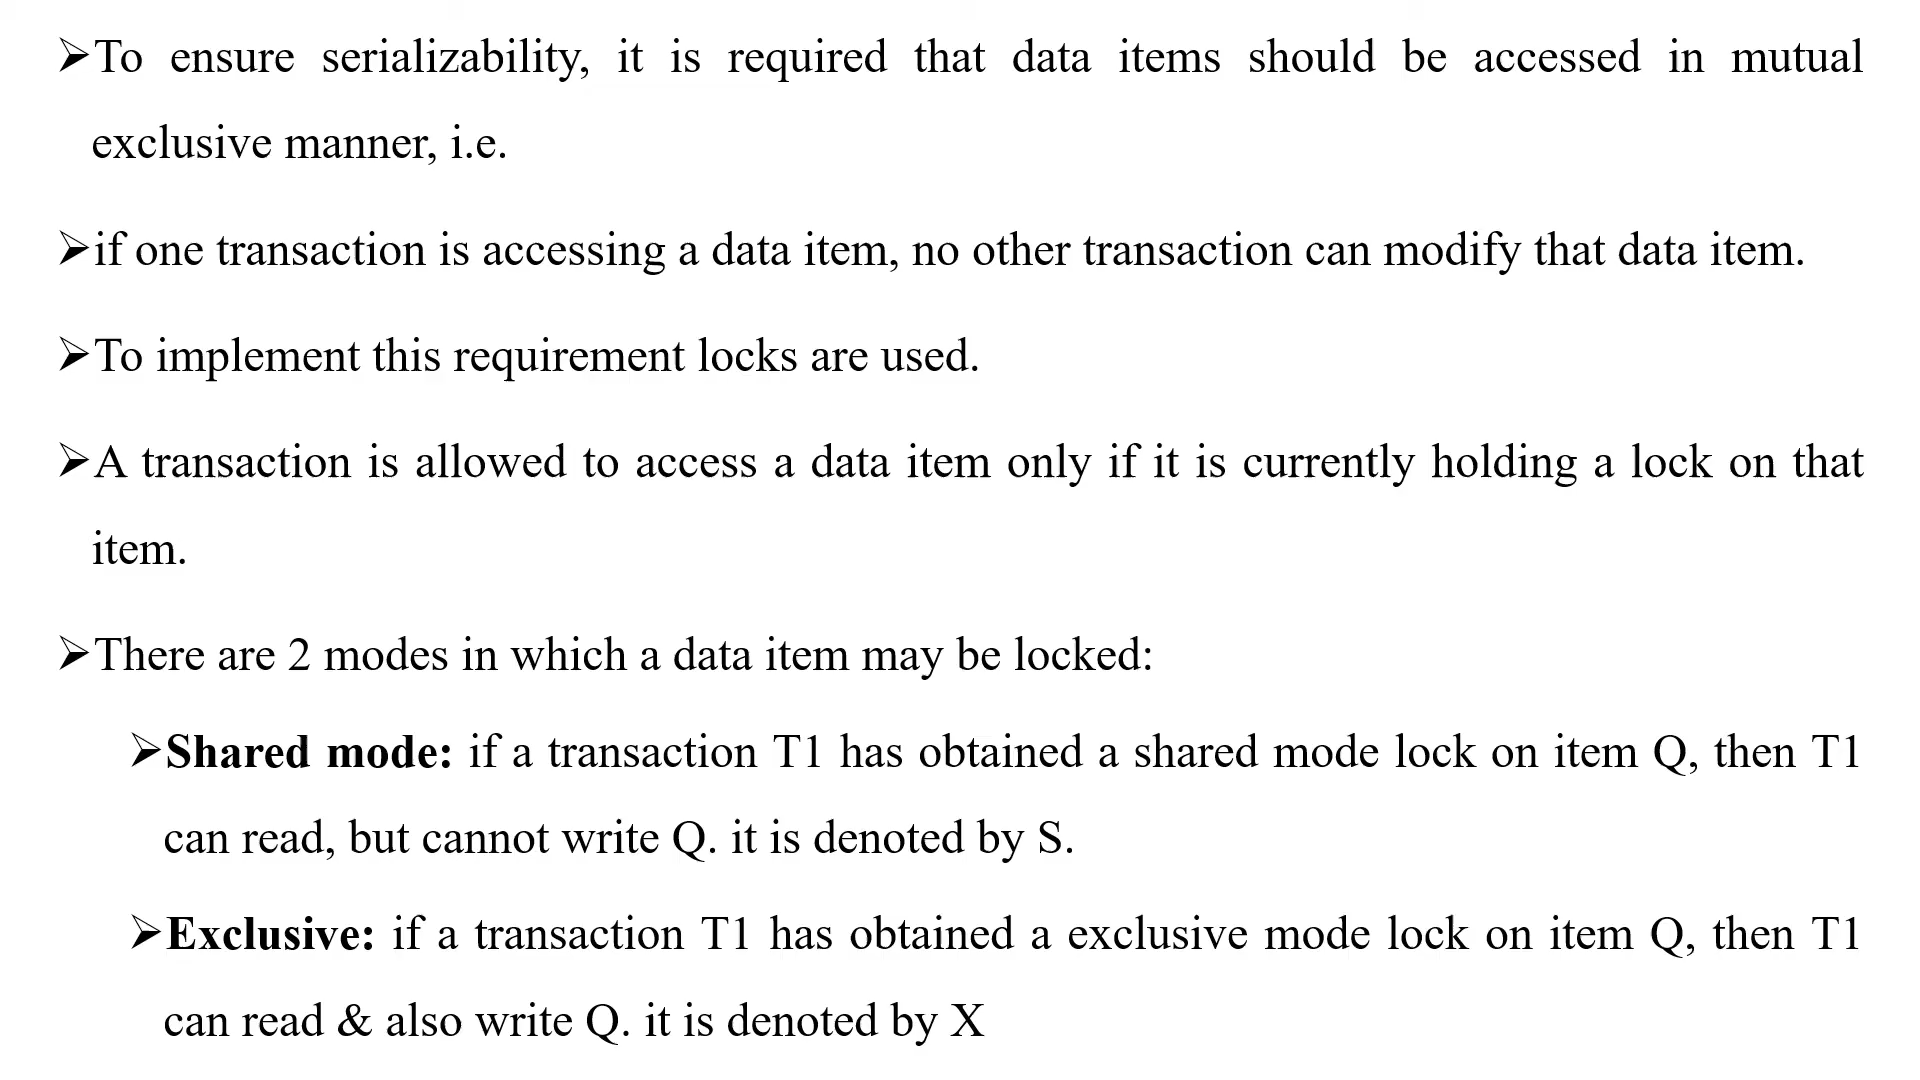 ➢To ensure serializability, it is required that data items should be accessed in mutual
exclusive manner, i.e.
➢if one transaction is accessing a data item, no other transaction can modify that data item.
➢To implement this requirement locks are used.
➢A transaction is allowed to access a data item only if it is currently holding a lock on that
item.
➢There are 2 modes in which a data item may be locked:
➢Shared mode: if a transaction T1 has obtained a shared mode lock on item Q, then T1
can read, but cannot write Q. it is denoted by S.
➢Exclusive: if a transaction T1 has obtained a exclusive mode lock on item Q, then T1
can read & also write Q. it is denoted by X